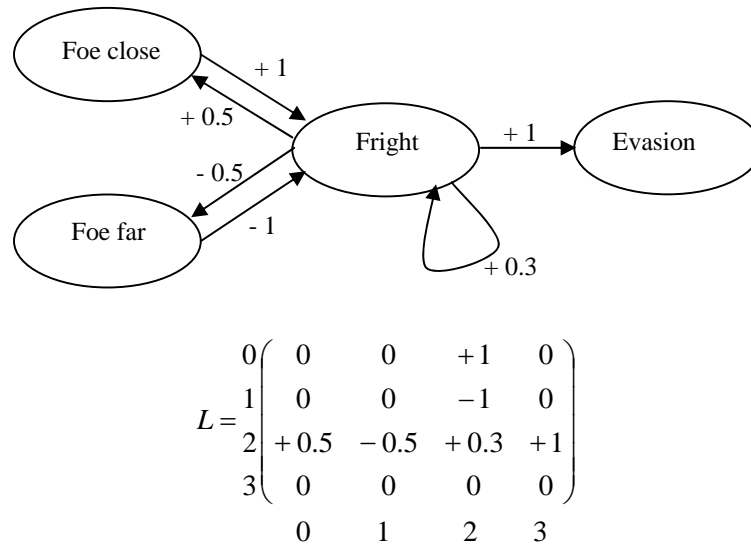 Foe close
+ 1
+ 0.5
Fright
+ 1
Evasion
- 0.5
Foe far
- 1
+ 0.3
0 0 0 +1 0
1 0 0 −1 0
L =
2 + 0.5 − 0.5 + 0.3 + 1
3 0 0 0 0
0 1 2 3